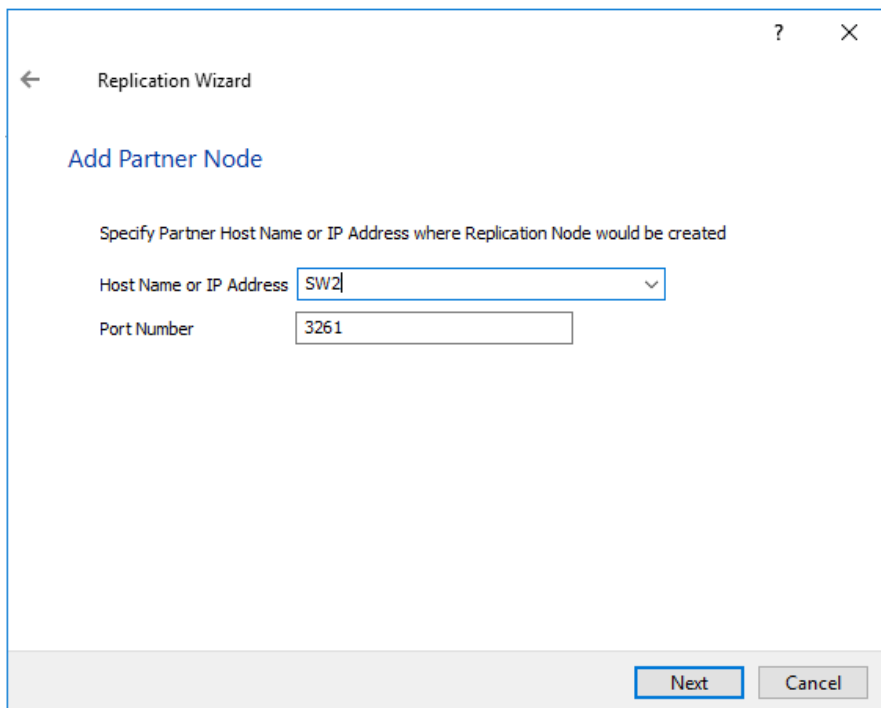 ?
Replication Wizard
Add Partner Node
Specify Partner Host Name or IP Address where Replication Node would be created
Host Name or IP Address SW2
Port Number 3261
Next Cancel